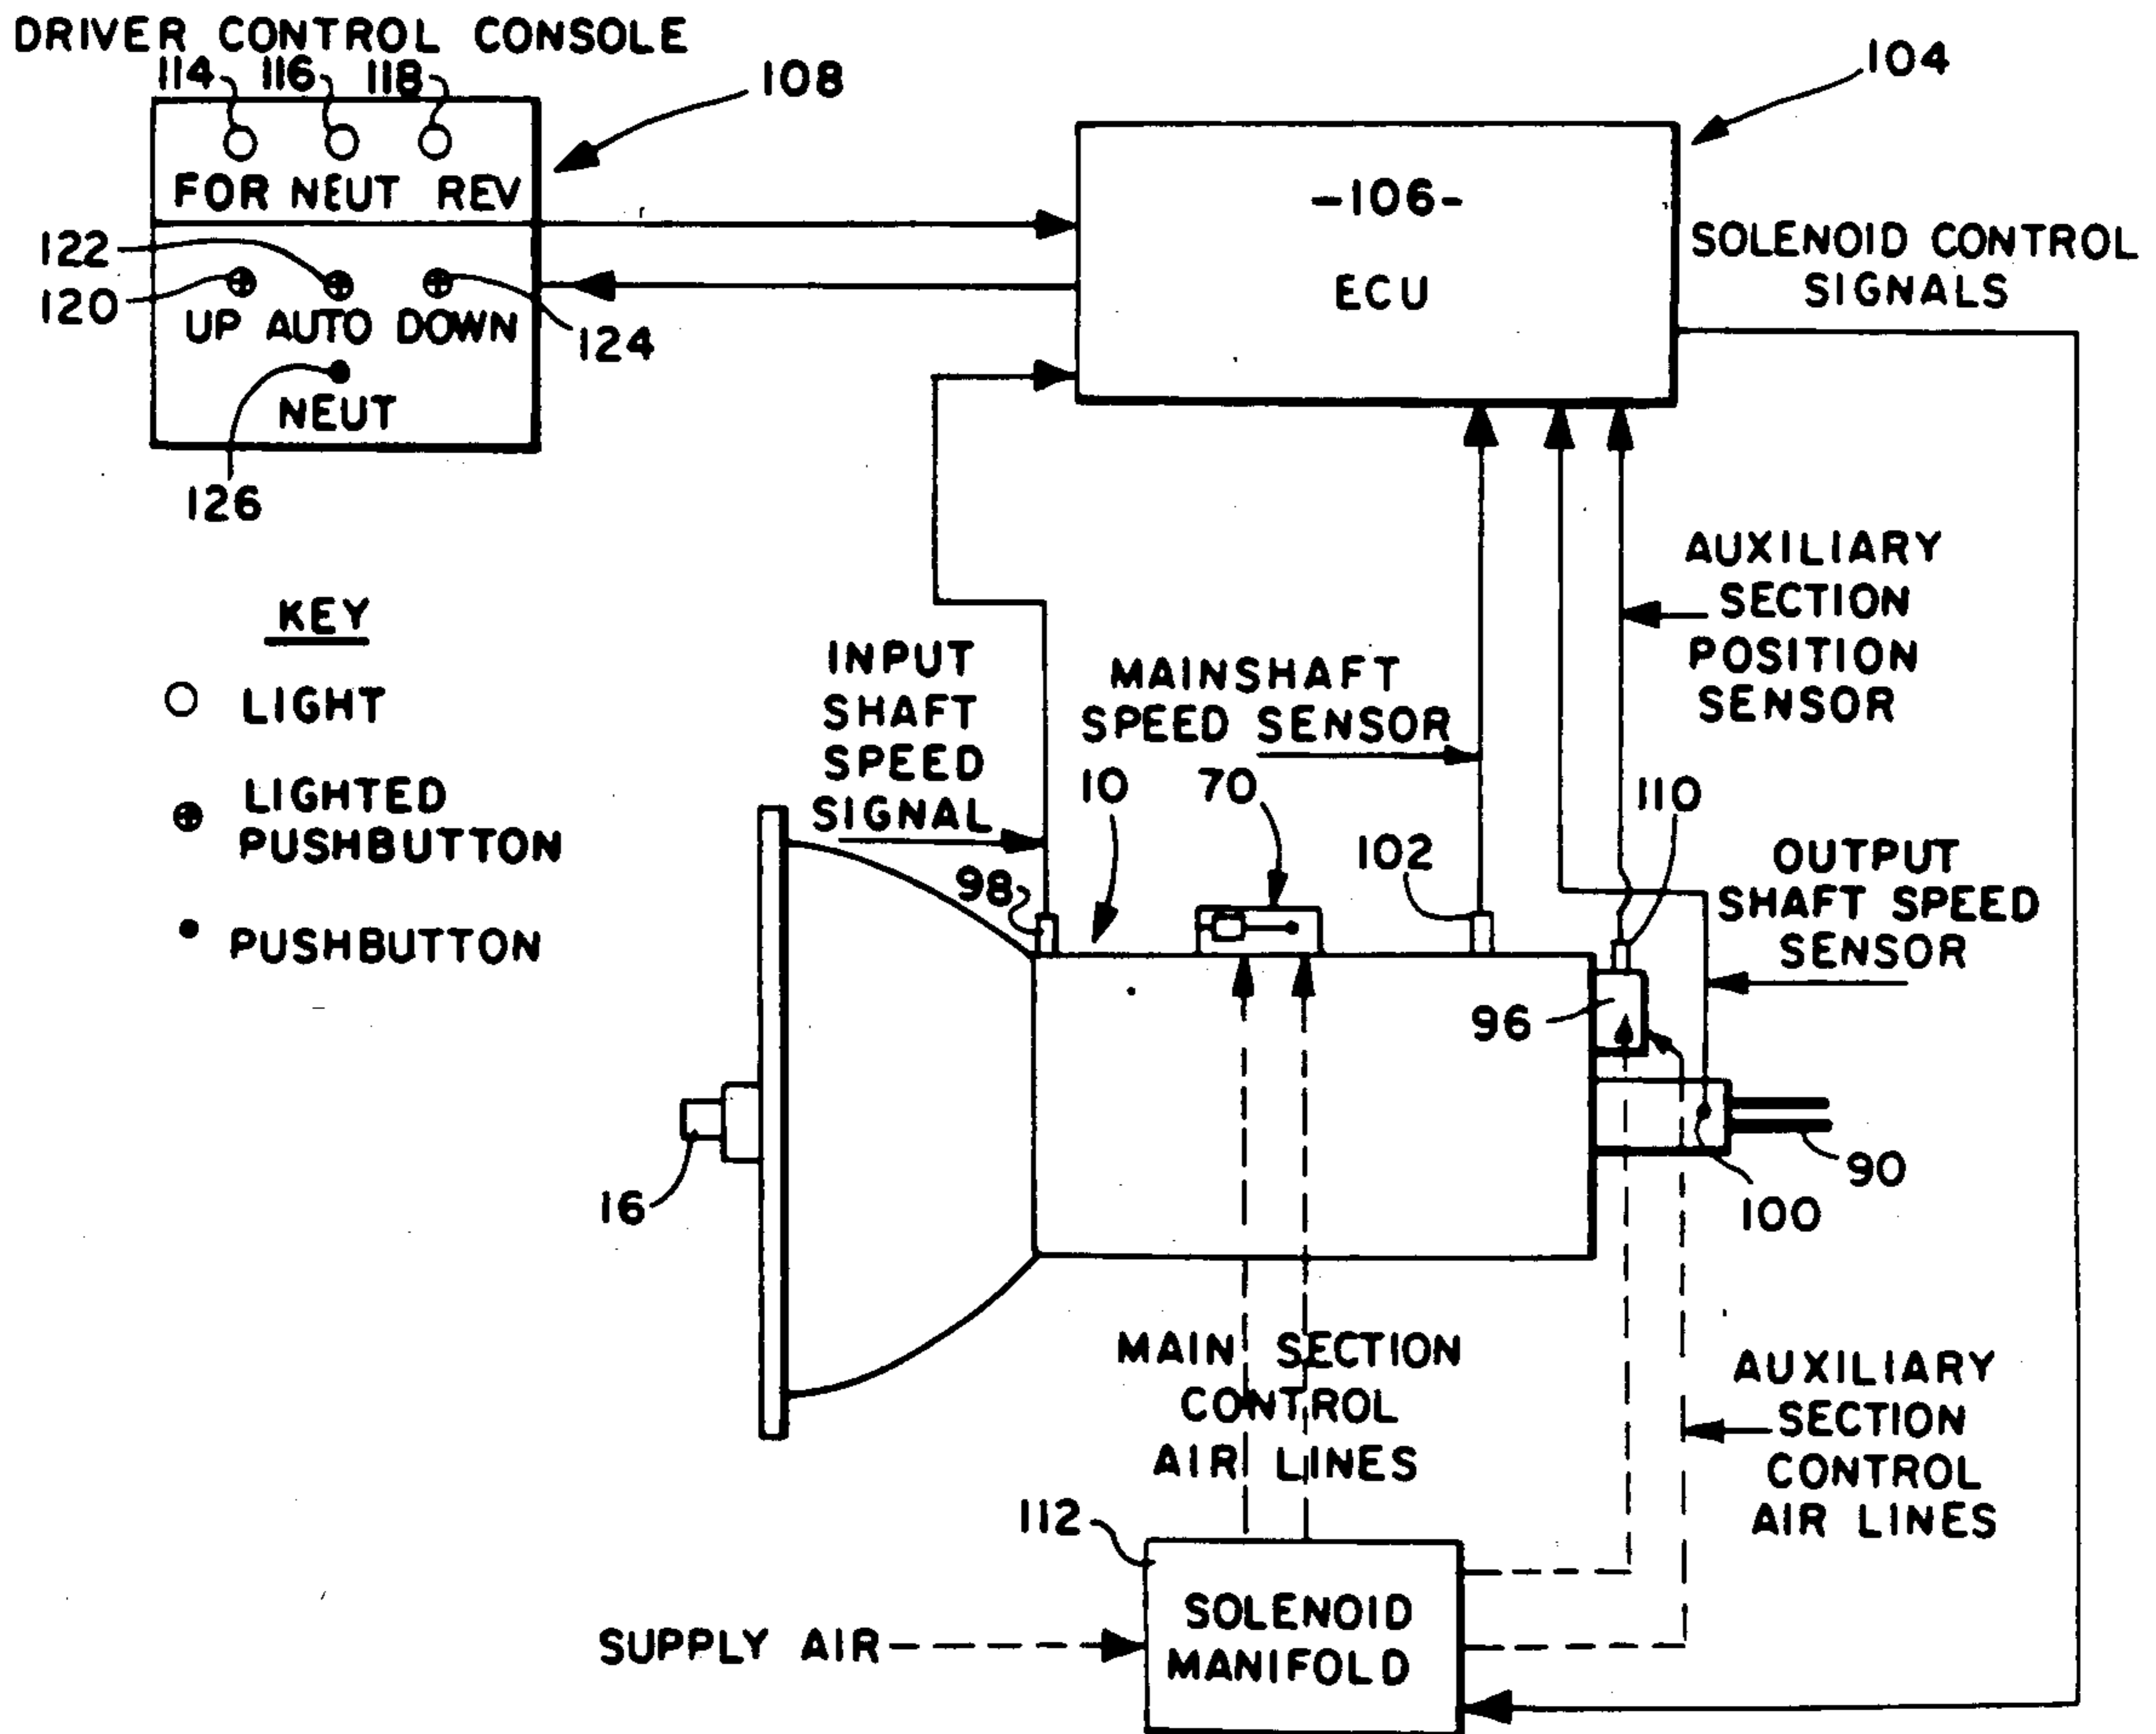 DRIVER CONTROL CONSOLE
114 116 118
108
104
FOR NEUT REV
-106-
ECU
122
120
UP AUTO DOWN
124
NEUT
126
SOLENOID CONTROL
SIGNALS
KEY
LIGHT
LIGHTED
PUSHBUTTON
PUSHBUTTON
INPUT
SHAFT
SPEED
SIGNAL
MAINSHAFT
SPEED SENSOR
AUXILIARY
SECTION
POSITION
SENSOR
10
70
110
98
102
OUTPUT
SHAFT SPEED
SENSOR
96
16
90
100
MAIN SECTION
CONTROL
AIR LINES
AUXILIARY
SECTION
CONTROL
AIR LINES
112
SOLENOID
MANIFOLD
SUPPLY AIR